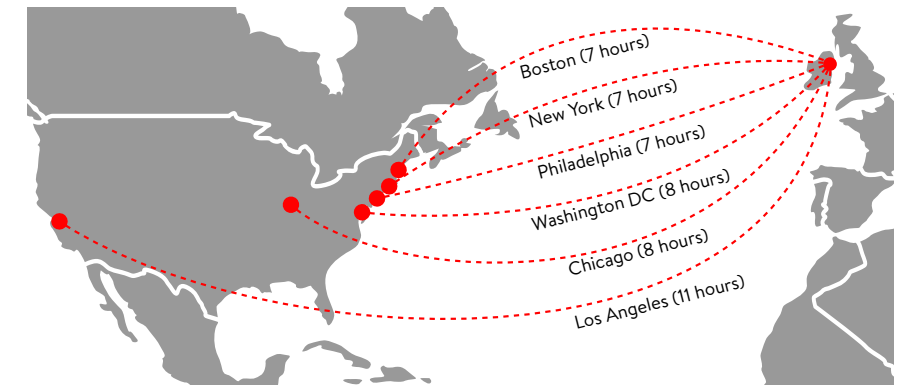 Boston (7 hours)
New York (7 hours)
Philadelphia (7 hours)
Washington DC (8 hours)
Chicago (8 hours)
Los Angeles (11 hours)